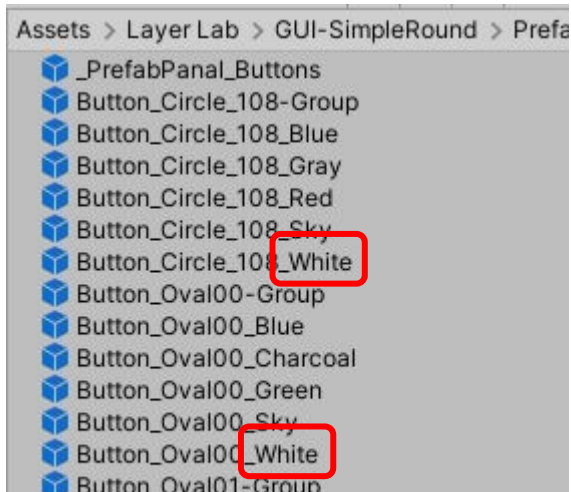 Assets > Layer Lab > GUI-SimpleRound > Prefa
_PrefabPanal_Buttons
Button_Circle_108-Group
Button_Circle_108_Blue
Button_Circle_108_Gray
Button_Circle_108_Red
Button_Circle_108_Sky
Button_Circle_108_White
Button_Oval00-Group
Button_Oval00_Blue
Button_Oval00_Charcoal
Button_Oval00_Green
Button_Oval00_Sky
Button_Oval00_White
Button_Oval01-Group